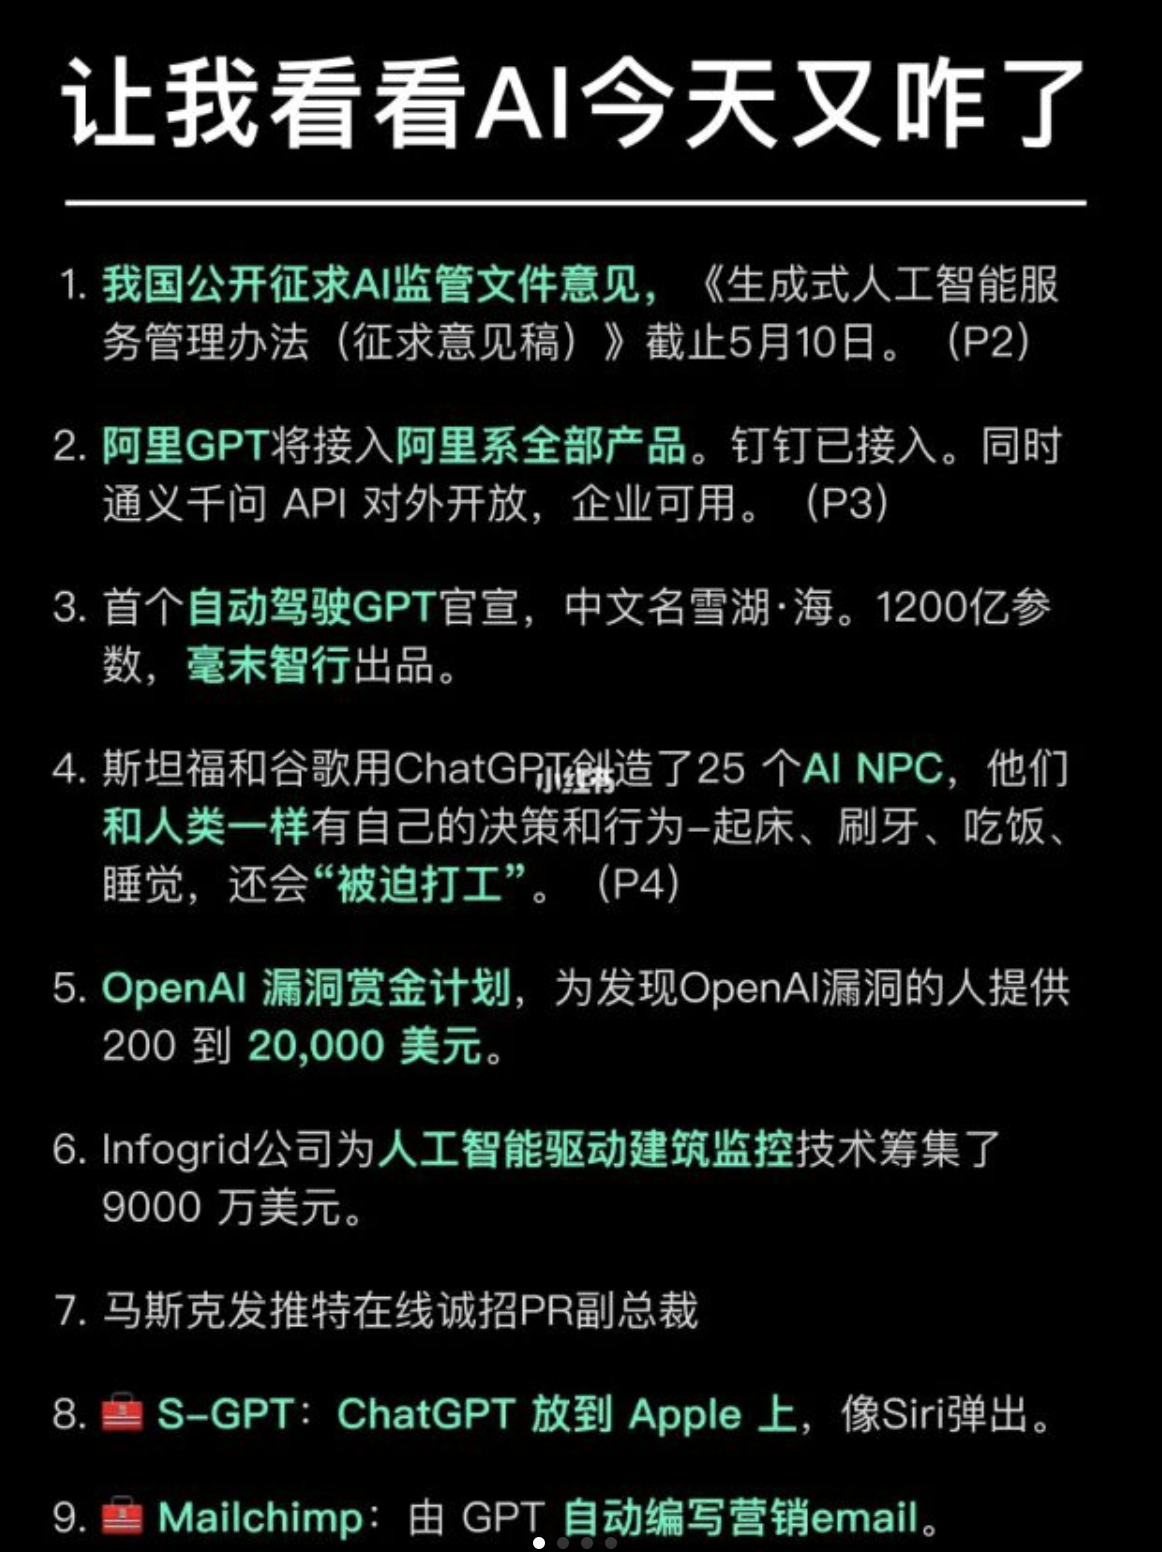 让我看看AI今天又咋了
1. 我国公开征求AI监管文件意见，《生成式人工智能服
务管理办法（征求意见稿）》截止5月10日。（P2）
2. 阿里GPT将接入阿里系全部产品。钉钉已接入。同时
通义千问 API 对外开放，企业可用。（P3）
3. 首个自动驾驶GPT官宣，中文名雪湖·海。1200亿参
数，毫末智行出品。
4. 斯坦福和谷歌用ChatGPT创造了25 个AI NPC，他们
小红书
和人类一样有自己的决策和行为–起床、刷牙、吃饭、
睡觉，还会“被迫打工”。（P4）
5. OpenAI 漏洞赏金计划，为发现OpenAI漏洞的人提供
200 到 20,000 美元。
6. Infogrid公司为人工智能驱动建筑监控技术筹集了
9000 万美元。
7. 马斯克发推特在线诚招PR副总裁
8. 🧰 S–GPT：ChatGPT 放到 Apple 上，像Siri弹出。
9. 🧰 Mailchimp：由 GPT 自动编写营销email。